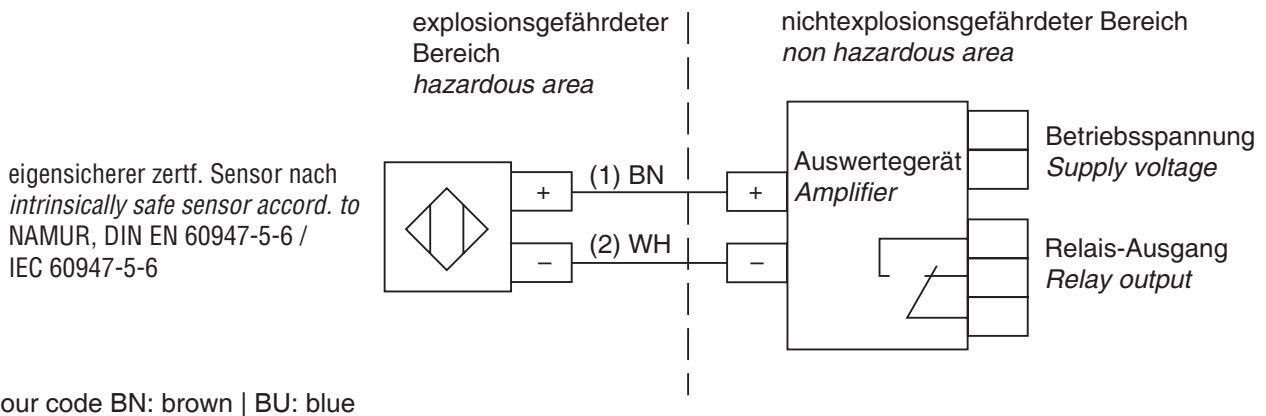 explosionsgefährdeter
Bereich
hazardous area
nichtexplosionsgefährdeter Bereich
non hazardous area
eigensicherer zertf. Sensor nach
intrinsically safe sensor accord. to
NAMUR, DIN EN 60947-5-6 /
IEC 60947-5-6
+
(1) BN
+
–
(2) WH
–
Auswertegerät
Amplifier
Betriebsspannung
Supply voltage
Relais-Ausgang
Relay output
our code BN: brown | BU: blue